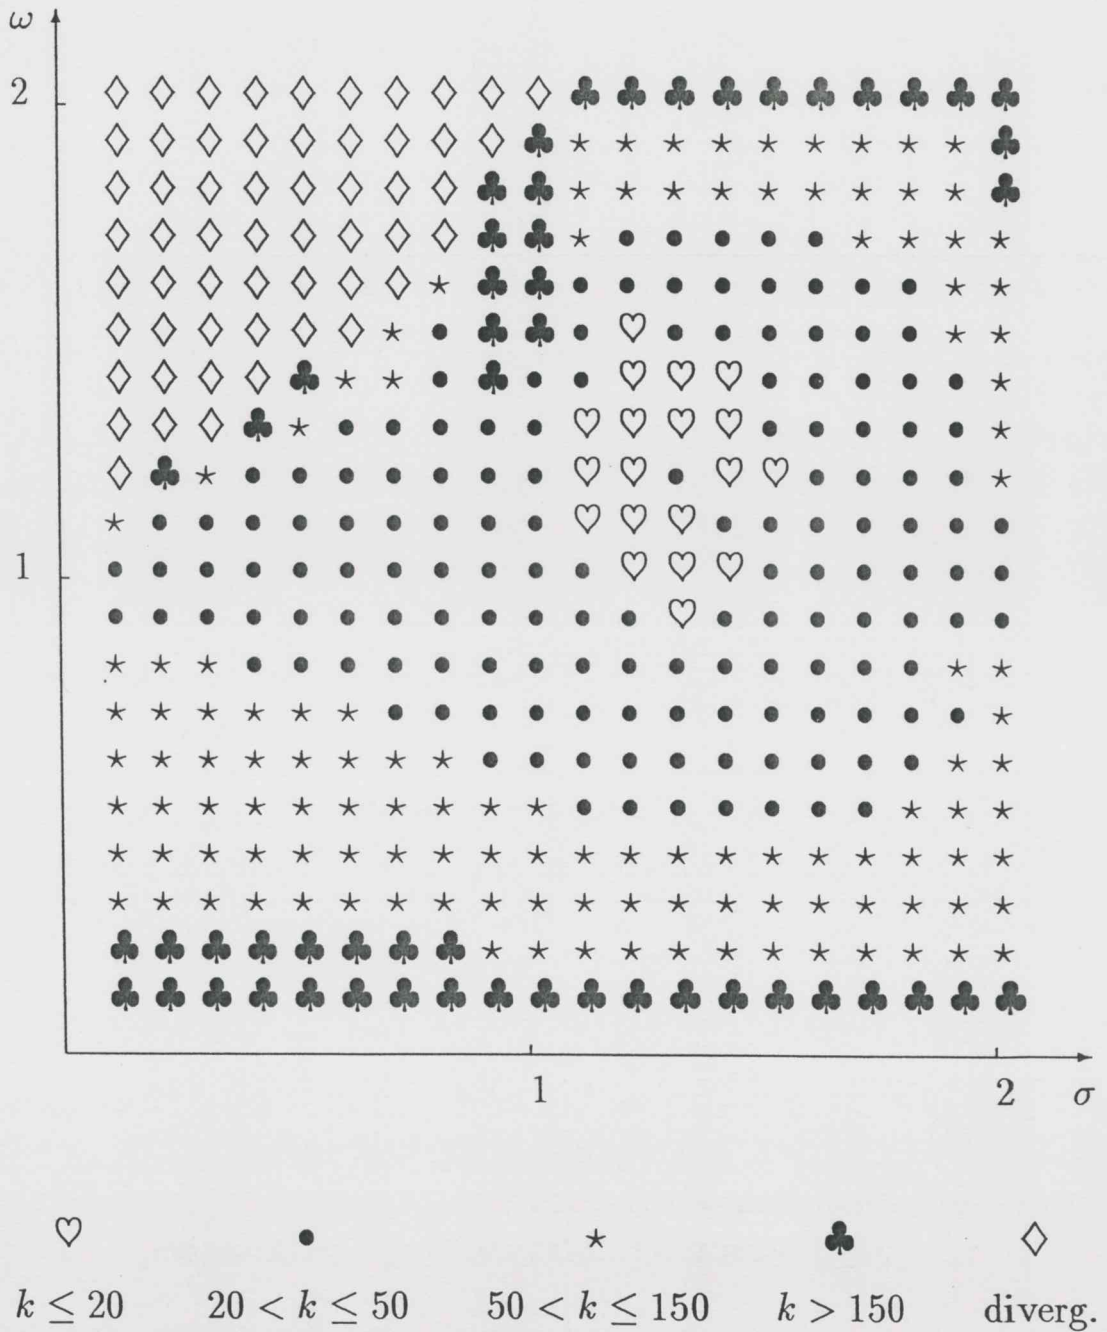 ω
2
♢ ♢ ♢ ♢ ♢ ♢ ♢ ♢ ♢ ♢ ♣ ♣ ♣ ♣ ♣ ♣ ♣ ♣ ♣ ♣
♢ ♢ ♢ ♢ ♢ ♢ ♢ ♢ ♢ ♣ ⋆ ⋆ ⋆ ⋆ ⋆ ⋆ ⋆ ⋆ ⋆ ♣
♢ ♢ ♢ ♢ ♢ ♢ ♢ ♢ ♣ ♣ ⋆ ⋆ ⋆ ⋆ ⋆ ⋆ ⋆ ⋆ ⋆ ♣
♢ ♢ ♢ ♢ ♢ ♢ ♢ ♢ ♣ ♣ ⋆ • • • • • ⋆ ⋆ ⋆ ⋆
♢ ♢ ♢ ♢ ♢ ♢ ♢ ⋆ ♣ ♣ • • • • • • • • ⋆ ⋆
♢ ♢ ♢ ♢ ♢ ♢ ⋆ • ♣ ♣ • ♡ • • • • • • ⋆ ⋆
♢ ♢ ♢ ♢ ♣ ⋆ ⋆ • ♣ • • ♡ ♡ ♡ • • • • • ⋆
♢ ♢ ♢ ♣ ⋆ • • • • • ♡ ♡ ♡ ♡ • • • • • ⋆
♢ ♣ ⋆ • • • • • • • ♡ ♡ • ♡ ♡ • • • • ⋆
⋆ • • • • • • • • • ♡ ♡ ♡ • • • • • • •
1
• • • • • • • • • • • ♡ ♡ ♡ • • • • • •
• • • • • • • • • • • • ♡ • • • • • • •
⋆ ⋆ ⋆ • • • • • • • • • • • • • • • ⋆ ⋆
⋆ ⋆ ⋆ ⋆ ⋆ ⋆ • • • • • • • • • • • • • ⋆
⋆ ⋆ ⋆ ⋆ ⋆ ⋆ ⋆ ⋆ • • • • • • • • • • ⋆ ⋆
⋆ ⋆ ⋆ ⋆ ⋆ ⋆ ⋆ ⋆ ⋆ ⋆ • • • • • • • ⋆ ⋆ ⋆
⋆ ⋆ ⋆ ⋆ ⋆ ⋆ ⋆ ⋆ ⋆ ⋆ ⋆ ⋆ ⋆ ⋆ ⋆ ⋆ ⋆ ⋆ ⋆ ⋆
⋆ ⋆ ⋆ ⋆ ⋆ ⋆ ⋆ ⋆ ⋆ ⋆ ⋆ ⋆ ⋆ ⋆ ⋆ ⋆ ⋆ ⋆ ⋆ ⋆
♣ ♣ ♣ ♣ ♣ ♣ ♣ ♣ ⋆ ⋆ ⋆ ⋆ ⋆ ⋆ ⋆ ⋆ ⋆ ⋆ ⋆ ⋆
♣ ♣ ♣ ♣ ♣ ♣ ♣ ♣ ♣ ♣ ♣ ♣ ♣ ♣ ♣ ♣ ♣ ♣ ♣ ♣
1 2 σ
♡ • ⋆ ♣ ♢
k ≤ 20 20 < k ≤ 50 50 < k ≤ 150 k > 150 diverg.